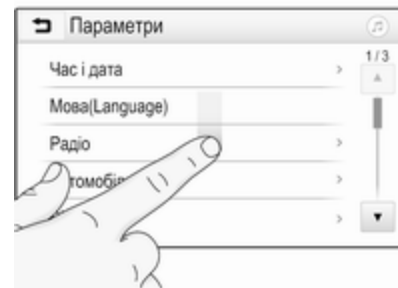 Параметри
1/3
Час і дата
Мова(Language)
Радіо